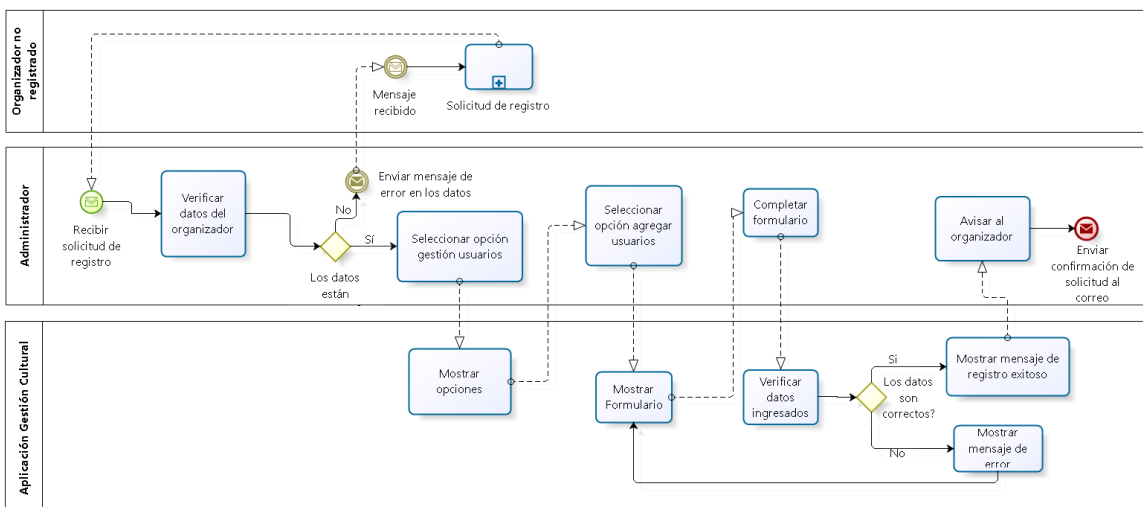 Organizador no
registrado
Mensaje
recibido
Solicitud de registro
Administrador
Recibir
solicitud de
registro
Verificar
datos del
organizador
No
Enviar mensaje de
error en los datos
Sí
Los datos
están
Seleccionar opción
gestión usuarios
Seleccionar
opción agregar
usuarios
Completar
formulario
Avisar al
organizador
Enviar
confirmación de
solicitud al
correo
Aplicación Gestión Cultural
Mostrar
opciones
Mostrar
Formulario
Verificar
datos
ingresados
Si
Los datos
son
correctos?
No
Mostrar mensaje de
registro exitoso
Mostrar
mensaje de
error